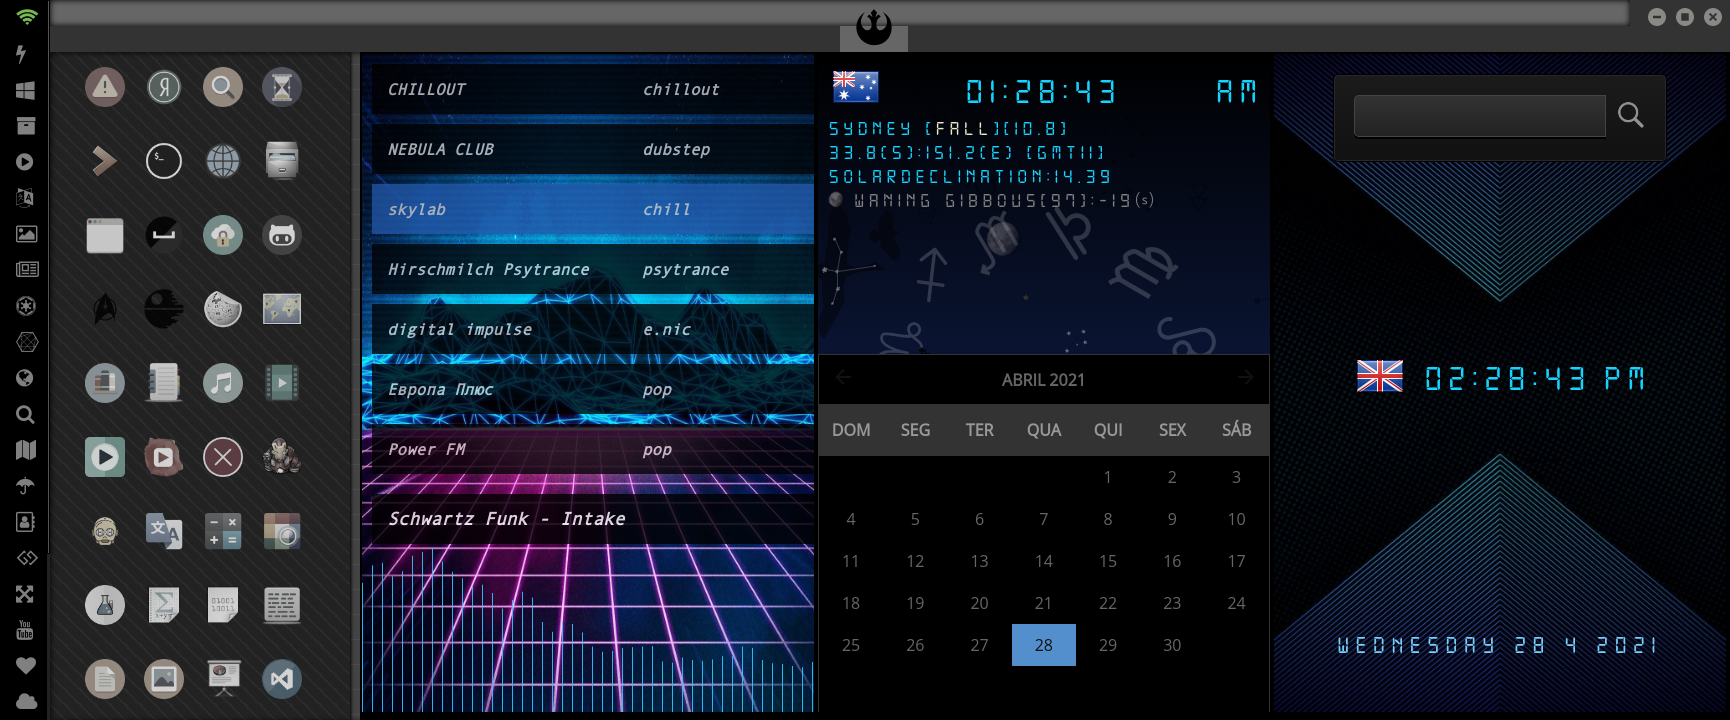 CHILLOUT chillout
NEBULA CLUB dubstep
skylab chill
Hirschmilch Psytrance psytrance
digital impulse e.nic
Европа Плюс pop
Power FM pop
Schwartz Funk - Intake
01:28:43 AM
SYDNEY [FALL][10.8]
33.8(S):151.2(E) [GMT11]
SOLARDECLINATION:14.39
WANING GIBBOUS[97]:-19(s)
ABRIL 2021
DOM SEG TER QUA QUI SEX SÁB
1 2 3
4 5 6 7 8 9 10
11 12 13 14 15 16 17
18 19 20 21 22 23 24
25 26 27 28 29 30
02:28:43 PM
WEDNESDAY 28 4 2021